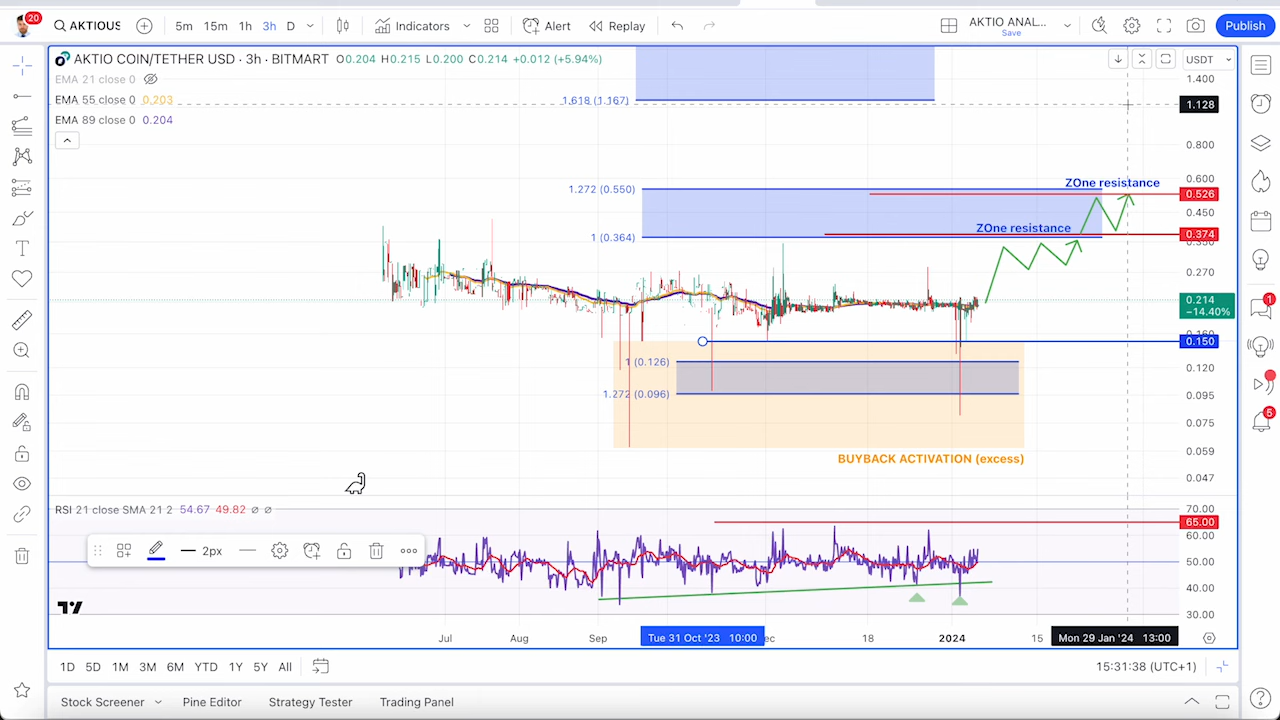 20
AKTIOUS
5m 15m 1h 3h D
Indicators
Alert
Replay
AKTIO ANAL...
Save
Publish
AKTIO COIN/TETHER USD · 3h · BITMART O0.204 H0.215 L0.200 C0.214 +0.012 (+5.94%)
USDT
EMA 21 close 0
EMA 55 close 0 0.203
EMA 89 close 0 0.204
1.618 (1.167)
1.272 (0.550)
1 (0.364)
ZOne resistance
ZOne resistance
1 (0.126)
1.272 (0.096)
BUYBACK ACTIVATION (excess)
1.400
1.128
0.800
0.600
0.526
0.450
0.374
0.270
0.214
−14.40%
0.150
0.120
0.095
0.075
0.059
0.047
1
5
RSI 21 close SMA 21 2 54.67 49.82 ø ø
2px
70.00
65.00
60.00
50.00
40.00
30.00
Jul Aug Sep Tue 31 Oct '23 10:00 ec 18 2024 15 Mon 29 Jan '24 13:00
1D 5D 1M 3M 6M YTD 1Y 5Y All
15:31:38 (UTC+1)
Stock Screener Pine Editor Strategy Tester Trading Panel